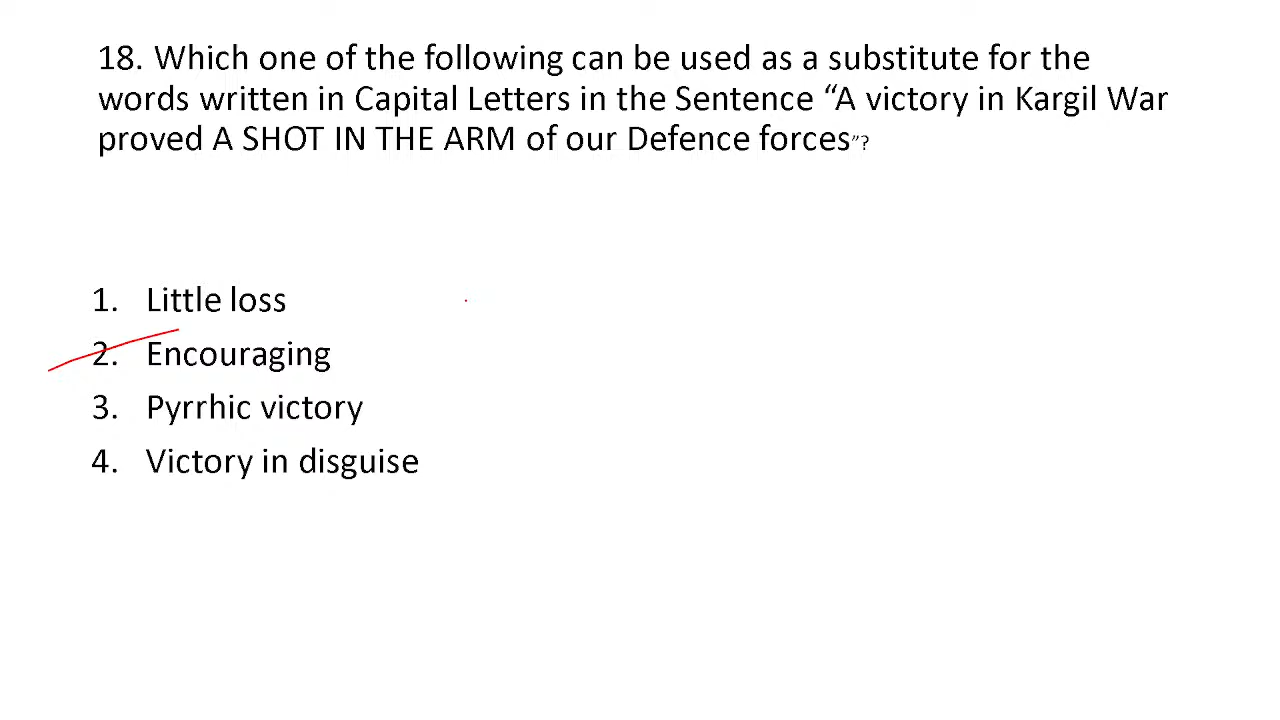 18. Which one of the following can be used as a substitute for the
words written in Capital Letters in the Sentence “A victory in Kargil War
proved A SHOT IN THE ARM of our Defence forces”?
1. Little loss
2. Encouraging
3. Pyrrhic victory
4. Victory in disguise